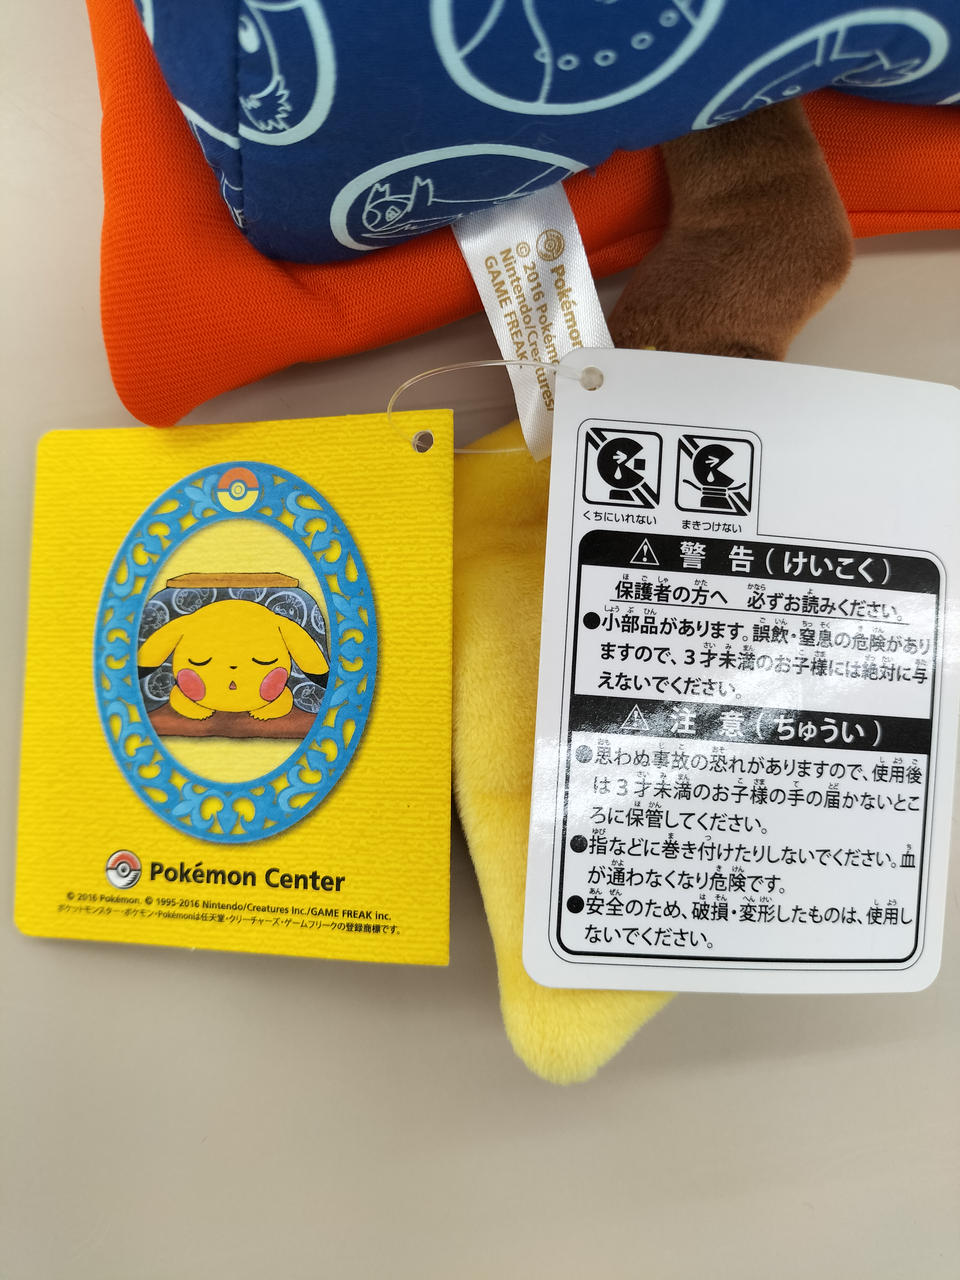 Pokémon
© 2016 Pokémon
Nintendo/Creatures/
GAME FREAK
くちにいれない
まきつけない
警告(けいこく)
保護者の方へ 必ずお読みください。
●小部品があります。誤飲・窒息の危険があり
ますので、3才未満のお子様には絶対に与
えないでください。
注意(ちゅうい)
●思わぬ事故の恐れがありますので、使用後
は3才未満のお子様の手の届かないとこ
ろに保管してください。
●指などに巻き付けたりしないでください。血
が通わなくなり危険です。
●安全のため、破損・変形したものは、使用し
ないでください。
Pokémon Center
© 2016 Pokémon. © 1995-2016 Nintendo/Creatures Inc./GAME FREAK inc.
ポケットモンスター・ポケモン・Pokémonは任天堂・クリーチャーズ・ゲームフリークの登録商標です。